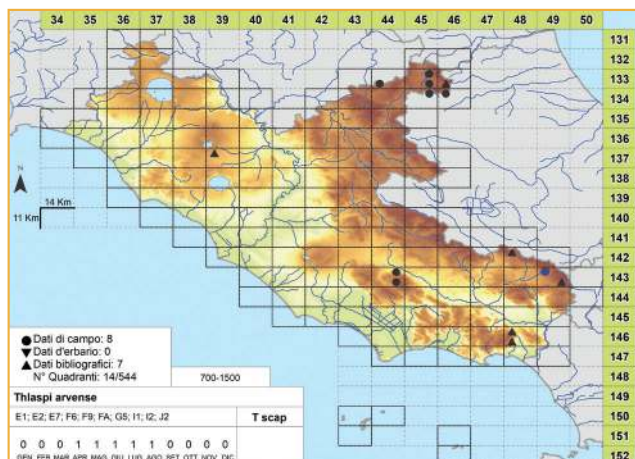 34 35 36 37 38 39 40 41 42 43 44 45 46 47 48 49 50
131
132
133
134
135
136
137
138
139
140
141
142
143
144
145
146
147
148
149
150
151
152
N
14 Km
11 Km
Dati di campo: 8
Dati d'erbario: 0
Dati bibliografici: 7
N° Quadranti: 14/544
700-1500
Thlaspi arvense
E1; E2; E7; F6; F9; FA; G5; I1; I2; J2
T scap
0 0 0 1 1 1 1 1 0 0 0 0
GEN FEB MAR APR MAG GIU LUG AGO SET OTT NOV DIC